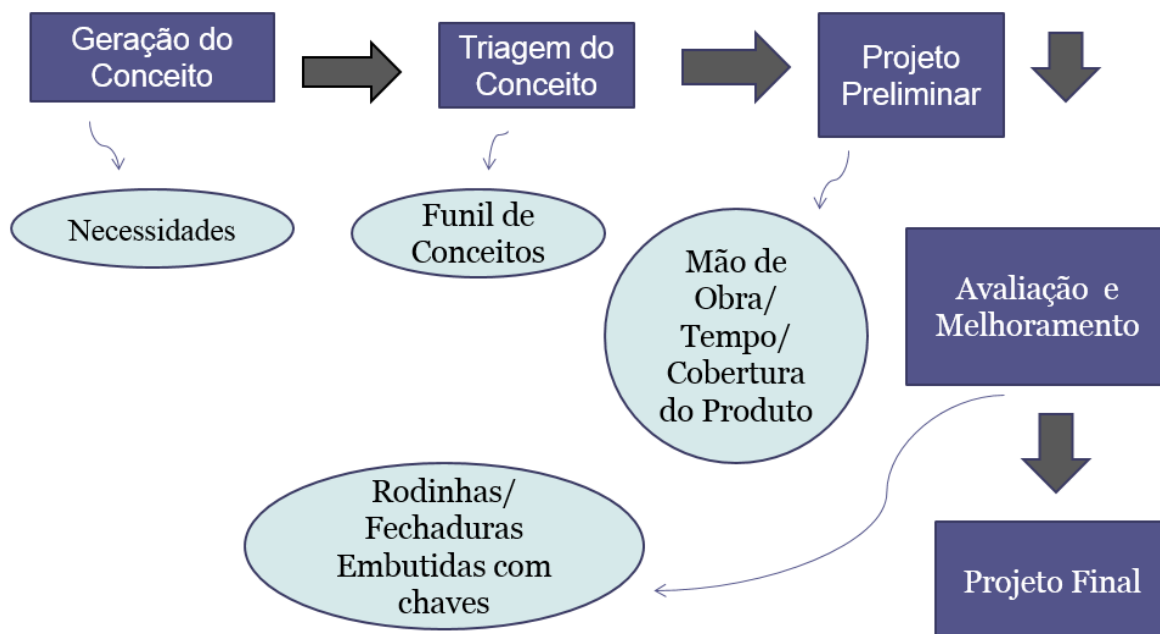 Geração do
Conceito
Triagem do
Conceito
Projeto
Preliminar
Necessidades
Funil de
Conceitos
Mão de
Obra/
Tempo/
Cobertura
do Produto
Avaliação e
Melhoramento
Rodinhas/
Fechaduras
Embutidas com
chaves
Projeto Final